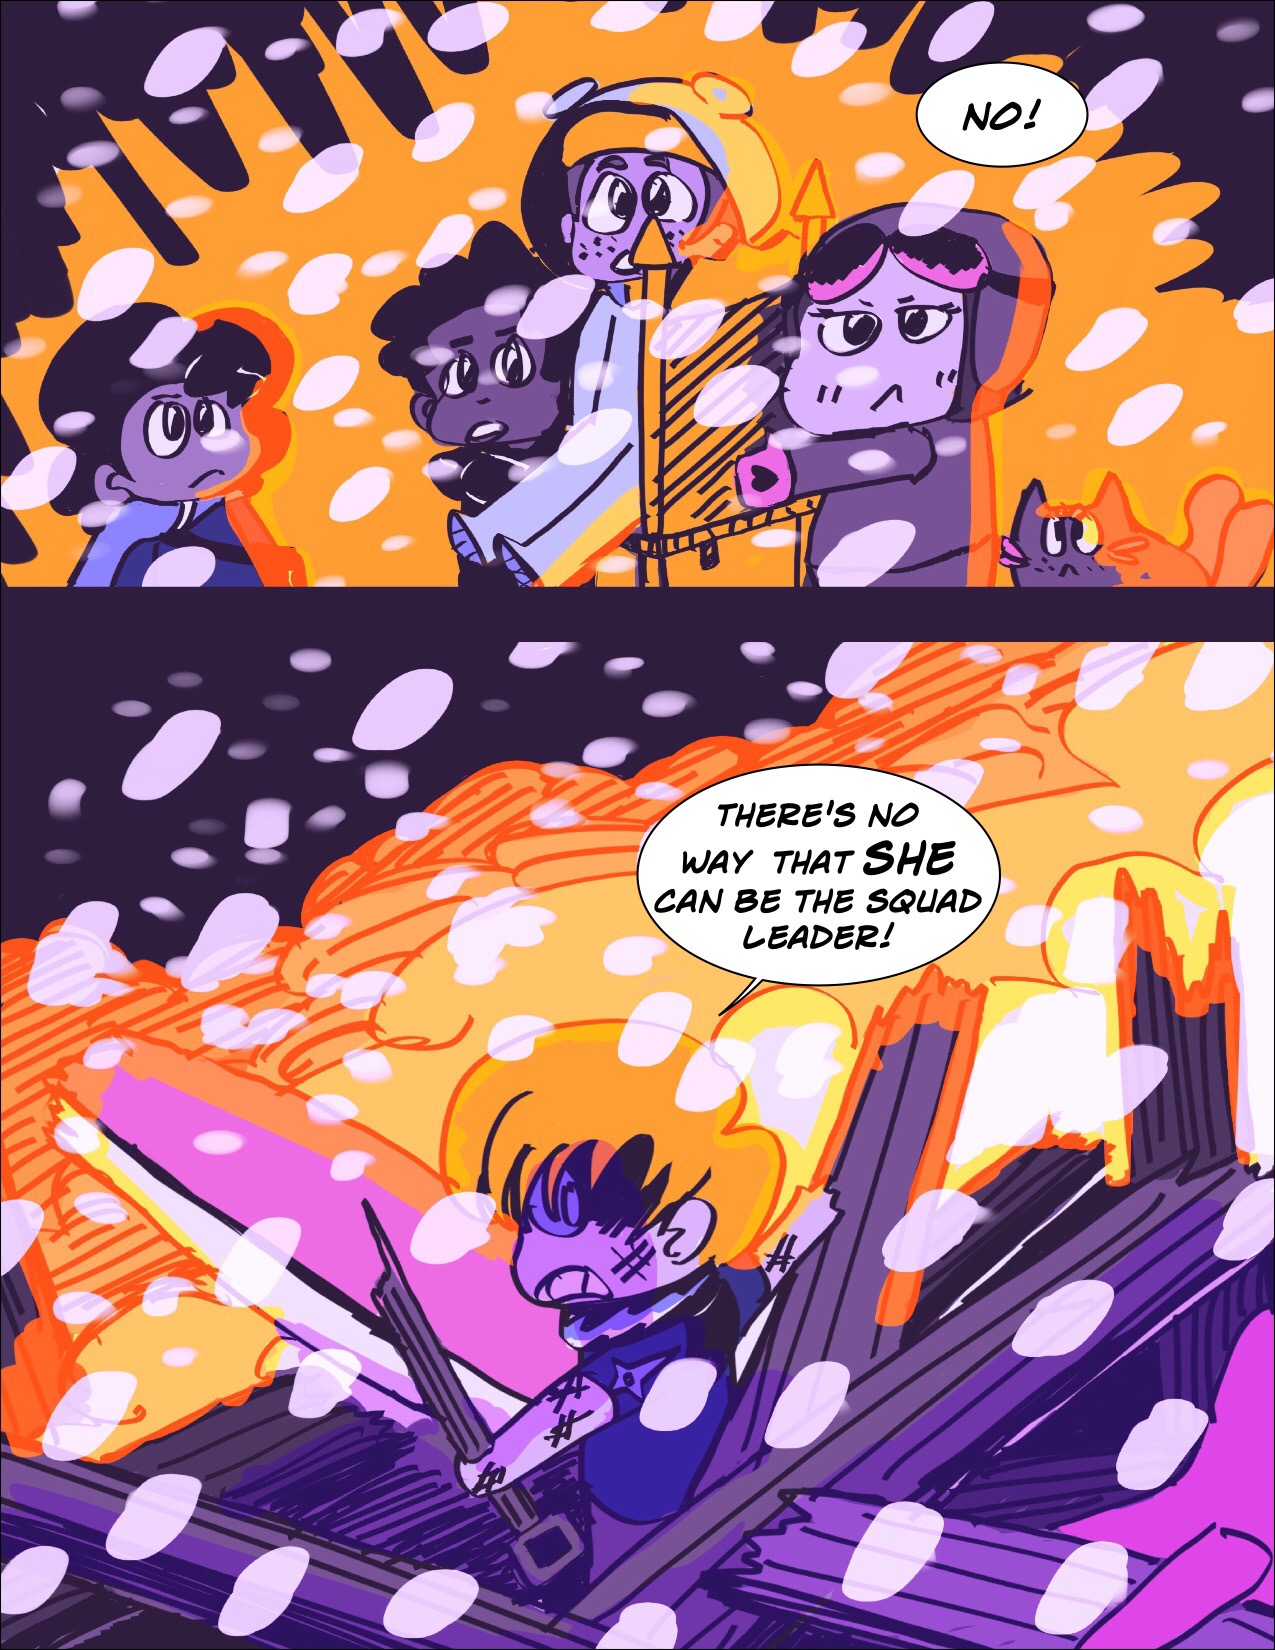 NO!
THERE'S NO
WAY THAT SHE
CAN BE THE SQUAD
LEADER!